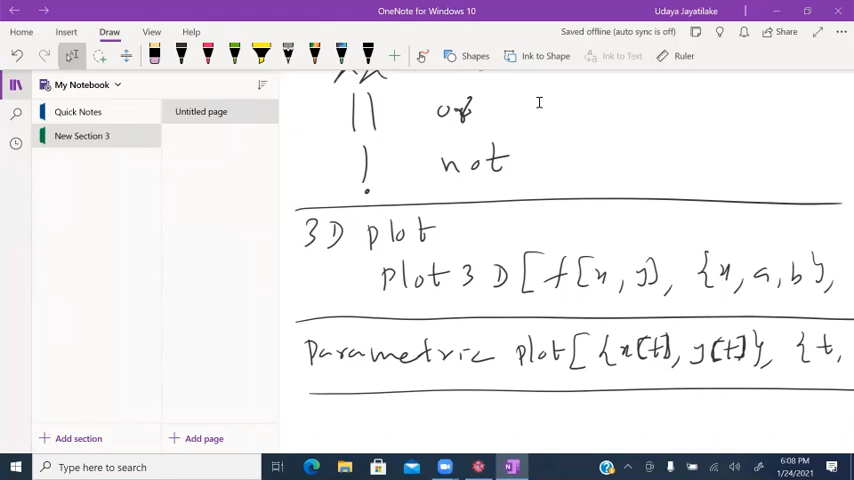 OneNote for Windows 10
Udaya Jayatilake
Home Insert Draw View Help
Saved offline (auto sync is off)
Share
Shapes Ink to Shape Ink to Text Ruler
My Notebook
Quick Notes
New Section 3
Untitled page
|| or
! not
3D plot
plot 3 D [ f[x, y], {x, a, b},
Parametric plot[ {x[t], y[t]}, {t,
Add section
Add page
Type here to search
6:08 PM
1/24/2021